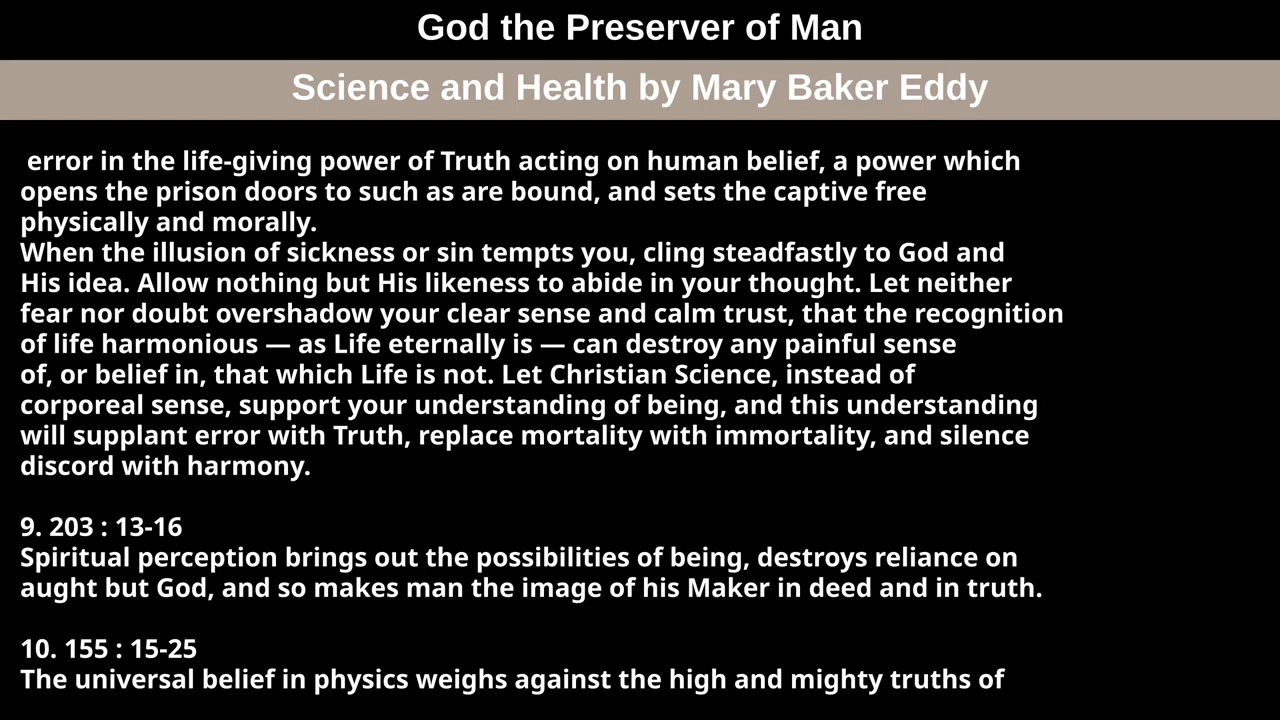 God the Preserver of Man
Science and Health by Mary Baker Eddy
error in the life-giving power of Truth acting on human belief, a power which
opens the prison doors to such as are bound, and sets the captive free
physically and morally.
When the illusion of sickness or sin tempts you, cling steadfastly to God and
His idea. Allow nothing but His likeness to abide in your thought. Let neither
fear nor doubt overshadow your clear sense and calm trust, that the recognition
of life harmonious — as Life eternally is — can destroy any painful sense
of, or belief in, that which Life is not. Let Christian Science, instead of
corporeal sense, support your understanding of being, and this understanding
will supplant error with Truth, replace mortality with immortality, and silence
discord with harmony.
9. 203 : 13-16
Spiritual perception brings out the possibilities of being, destroys reliance on
aught but God, and so makes man the image of his Maker in deed and in truth.
10. 155 : 15-25
The universal belief in physics weighs against the high and mighty truths of